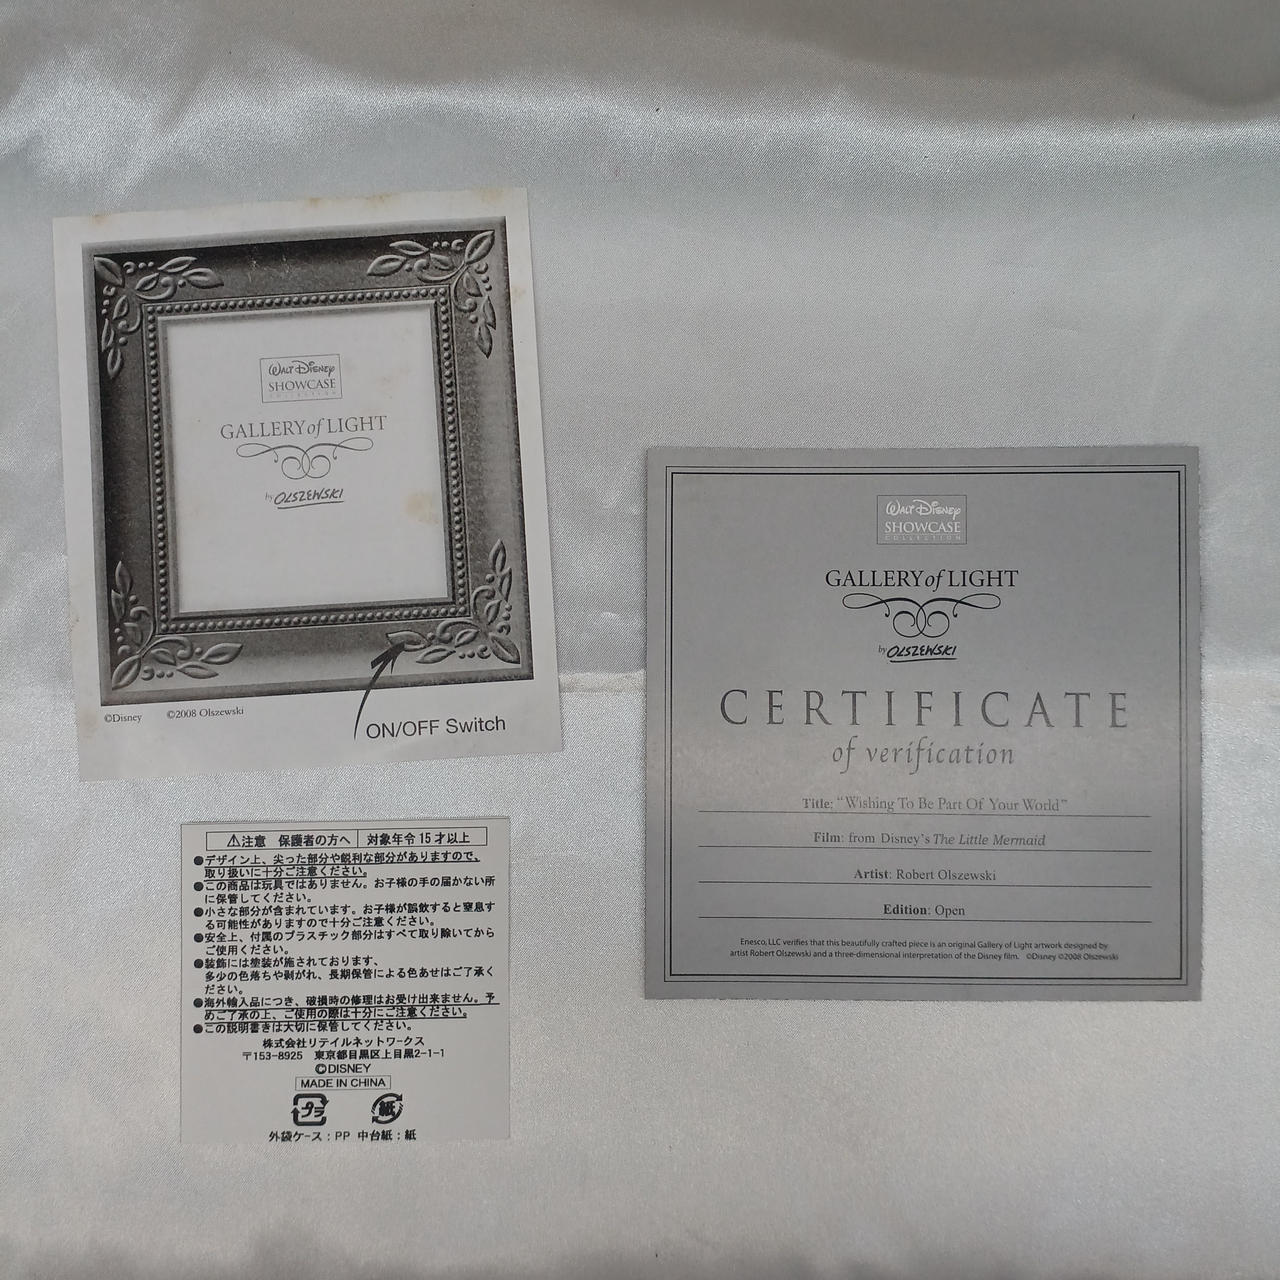 WALT DISNEY
SHOWCASE
COLLECTION
GALLERY of LIGHT
by OLSZEWSKI
©Disney ©2008 Olszewski
ON/OFF Switch
WALT DISNEY
SHOWCASE
COLLECTION
GALLERY of LIGHT
by OLSZEWSKI
CERTIFICATE
of verification
Title: “Wishing To Be Part Of Your World”
Film: from Disney’s The Little Mermaid
Artist: Robert Olszewski
Edition: Open
Enesco, LLC verifies that this beautifully crafted piece is an original Gallery of Light artwork designed by
artist Robert Olszewski and a three-dimensional interpretation of the Disney film. ©Disney ©2008 Olszewski
⚠注意 保護者の方へ 対象年令15才以上
●デザイン上、尖った部分や鋭利な部分がありますので、
取り扱いに十分ご注意ください。
●この商品は玩具ではありません。お子様の手の届かない所
に保管してください。
●小さな部分が含まれています。お子様が誤飲すると窒息す
る可能性がありますので十分ご注意ください。
●安全上、付属のプラスチック部分はすべて取り除いてから
ご使用ください。
●装飾には塗装が施されております、
多少の色落ちや剥がれ、長期保管による色あせはご了承く
ださい。
●海外輸入品につき、破損時の修理はお受け出来ません。予
めご了承の上、ご使用の際は十分にご注意ください。
●この説明書きは大切に保管してください。
株式会社リテイルネットワークス
〒153-8925 東京都目黒区上目黒2-1-1
©DISNEY
MADE IN CHINA
プラ 紙
外袋ケース：PP 中台紙：紙